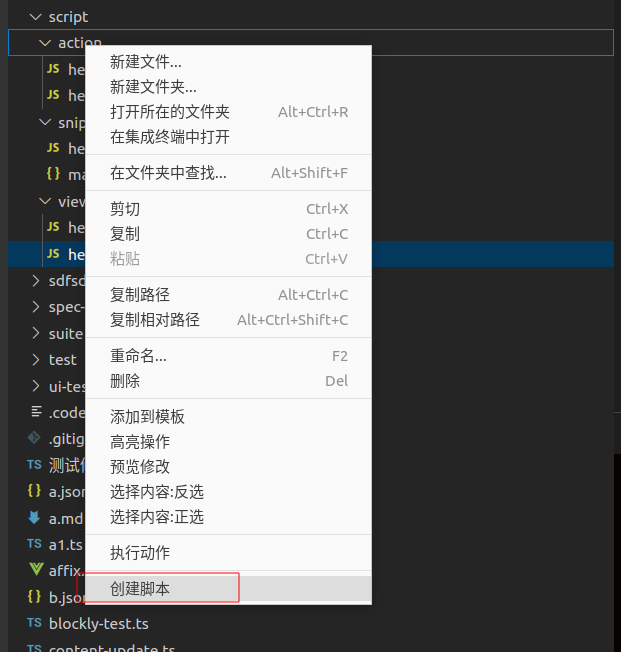 script
action
新建文件...
新建文件夹...
打开所在的文件夹 Alt+Ctrl+R
在集成终端中打开
在文件夹中查找... Alt+Shift+F
剪切 Ctrl+X
复制 Ctrl+C
粘贴 Ctrl+V
复制路径 Alt+Ctrl+C
复制相对路径 Alt+Ctrl+Shift+C
重命名... F2
删除 Del
添加到模板
高亮操作
预览修改
选择内容:反选
选择内容:正选
执行动作
创建脚本
JS he
JS he
snip
JS he
{} ma
view
JS he
JS he
sdfsd
spec-
suite
test
ui-tes
.code
.gitig
TS 测试
{} a.json
a.md
TS a1.ts
affix.
{} b.json
TS blockly-test.ts
TS content-update.ts